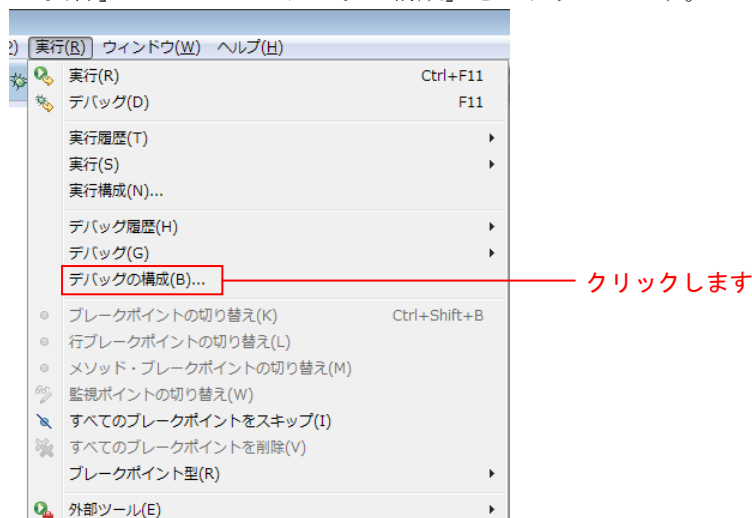 実行(R) ウィンドウ(W) ヘルプ(H)
実行(R) Ctrl+F11
デバッグ(D) F11
実行履歴(T)
実行(S)
実行構成(N)...
デバッグ履歴(H)
デバッグ(G)
デバッグの構成(B)...
クリックします
ブレークポイントの切り替え(K) Ctrl+Shift+B
行ブレークポイントの切り替え(L)
メソッド・ブレークポイントの切り替え(M)
監視ポイントの切り替え(W)
すべてのブレークポイントをスキップ(I)
すべてのブレークポイントを削除(V)
ブレークポイント型(R)
外部ツール(E)